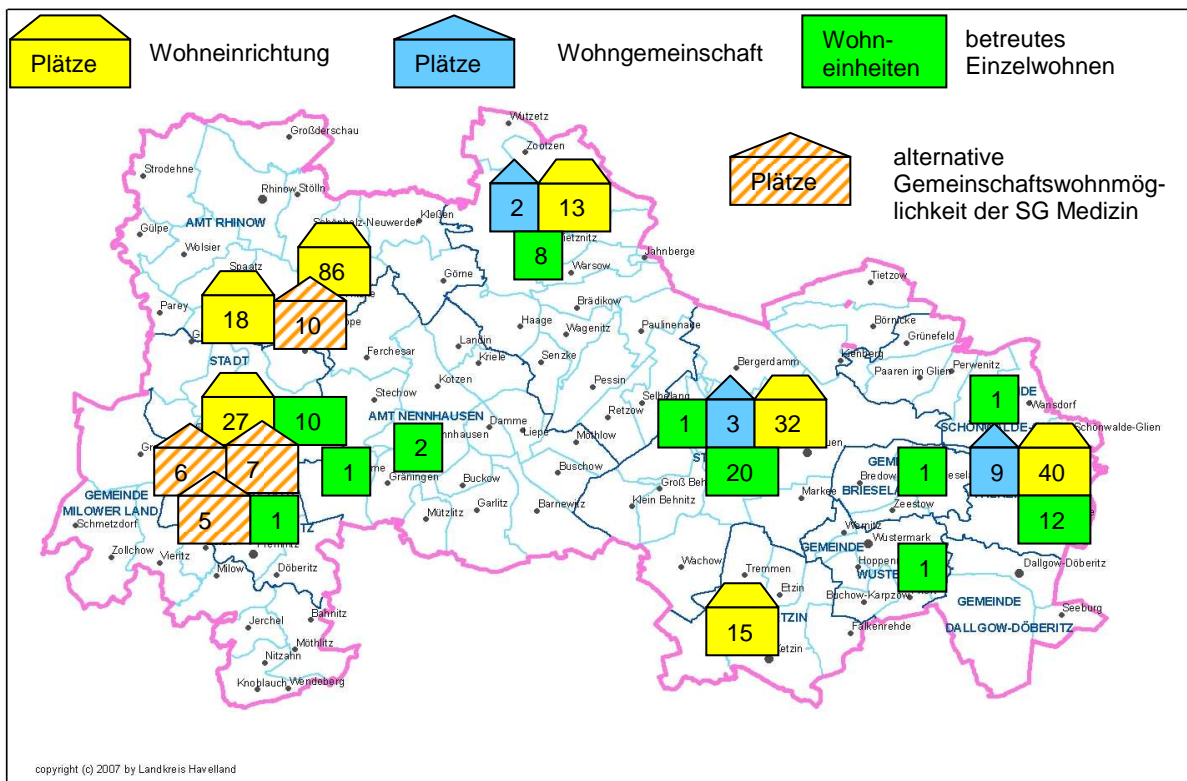 Plätze
Wohneinrichtung
Plätze
Wohngemeinschaft
Wohn-
einheiten
betreutes
Einzelwohnen
Plätze
alternative
Gemeinschaftswohnmög-
lichkeit der SG Medizin
Wutzetz
Großderschau
Zootzen
Strodehne
Rhinow
Stölln
2
13
AMT RHINOW
Kleßen
Gülpe
Wolsier
8
Jahnberge
Warsow
Spaatz
86
Görne
Tietzow
Parey
18
10
Brädikow
Haage
Wagenitz
Paulinenaue
Börnicke
Grünefeld
Landin
Ferchesar
Kriele
Senzke
Bergerdamm
Kienberg
STADT
Paaren im Glien
Perwenitz
Kotzen
Pessin
Selbelang
Stechow
1
Wansdorf
27
10
AMT NENNHAUSEN
Damme
Retzow
1
3
32
Schönwalde-Glien
2
Liepe
Möthlow
6
7
1
Gräningen
Buschow
Groß Behnitz
20
Bredow
1
9
40
BRIESELANG
GEMEINDE
MILOWER LAND
Buckow
Klein Behnitz
Markee
Zeestow
Schmetzdorf
5
1
Mützlitz
Garlitz
Barnewitz
12
Wernitz
Wustermark
Zollchow
Vieritz
GEMEINDE
Wachow
Tremmen
1
Dallgow-Döberitz
Milow
Döberitz
Etzin
Buchow-Karpzow
GEMEINDE
Seeburg
Bahnitz
Jerchel
15
Falkenrehde
DALLGOW-DÖBERITZ
Möthlitz
Nitzahn
Ketzin
Knoblauch
Wendeberg
copyright (c) 2007 by Landkreis Havelland